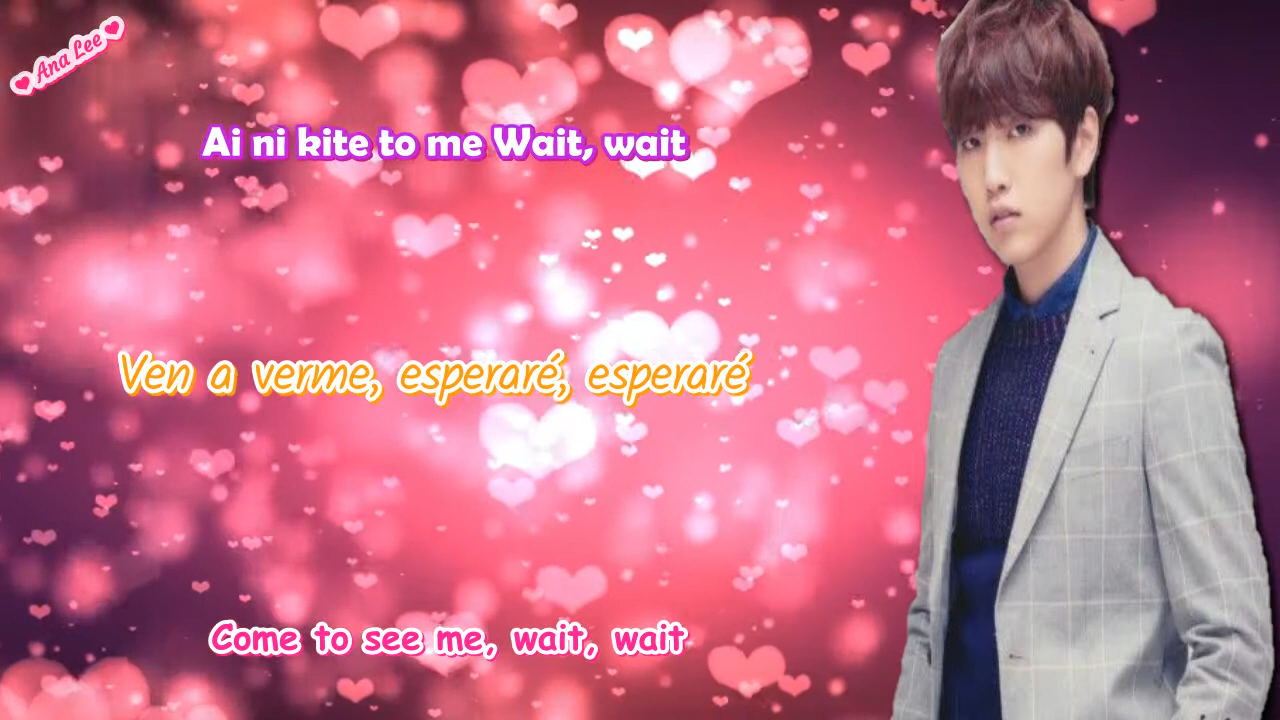 Ana Lee
Ai ni kite to me Wait, wait
Ven a verme, esperaré, esperaré
Come to see me, wait, wait